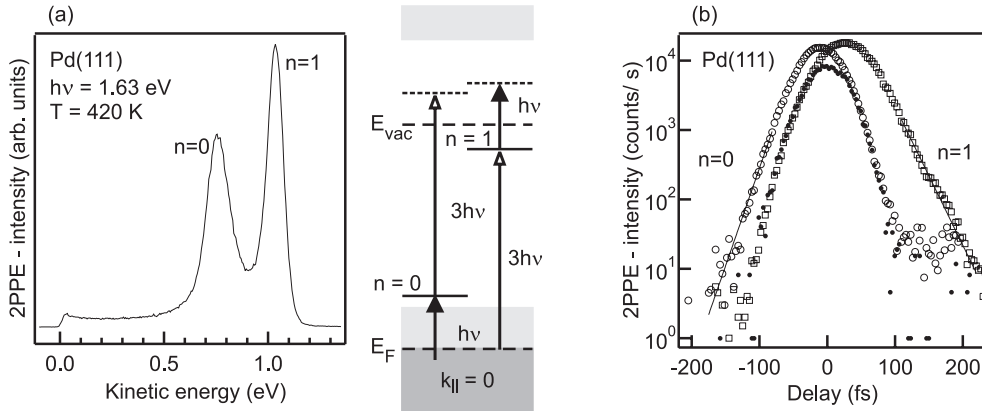 (a)
Pd(111)
hν = 1.63 eV
T = 420 K
n=0
n=1
2PPE - intensity (arb. units)
0.0 0.5 1.0
Kinetic energy (eV)
E_vac
n = 1
hν
3hν
3hν
n = 0
hν
E_F
k_|| = 0
(b)
Pd(111)
n=0
n=1
2PPE - intensity (counts/ s)
10^4
10^3
10^2
10^1
10^0
-200 -100 0 100 200
Delay (fs)